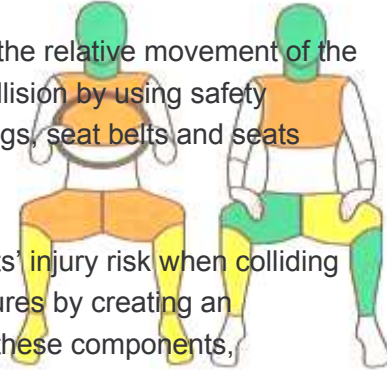 the relative movement of the
llision by using safety
gs, seat belts and seats
ts' injury risk when colliding
ures by creating an
these components,